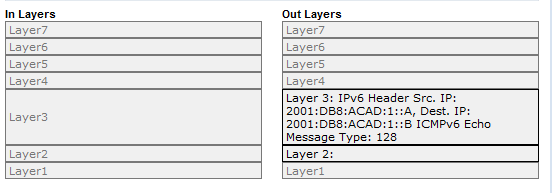 In Layers
Layer7
Layer6
Layer5
Layer4
Layer3
Layer2
Layer1
Out Layers
Layer7
Layer6
Layer5
Layer4
Layer 3: IPv6 Header Src. IP:
2001:DB8:ACAD:1::A, Dest. IP:
2001:DB8:ACAD:1::B ICMPv6 Echo
Message Type: 128
Layer 2:
Layer1